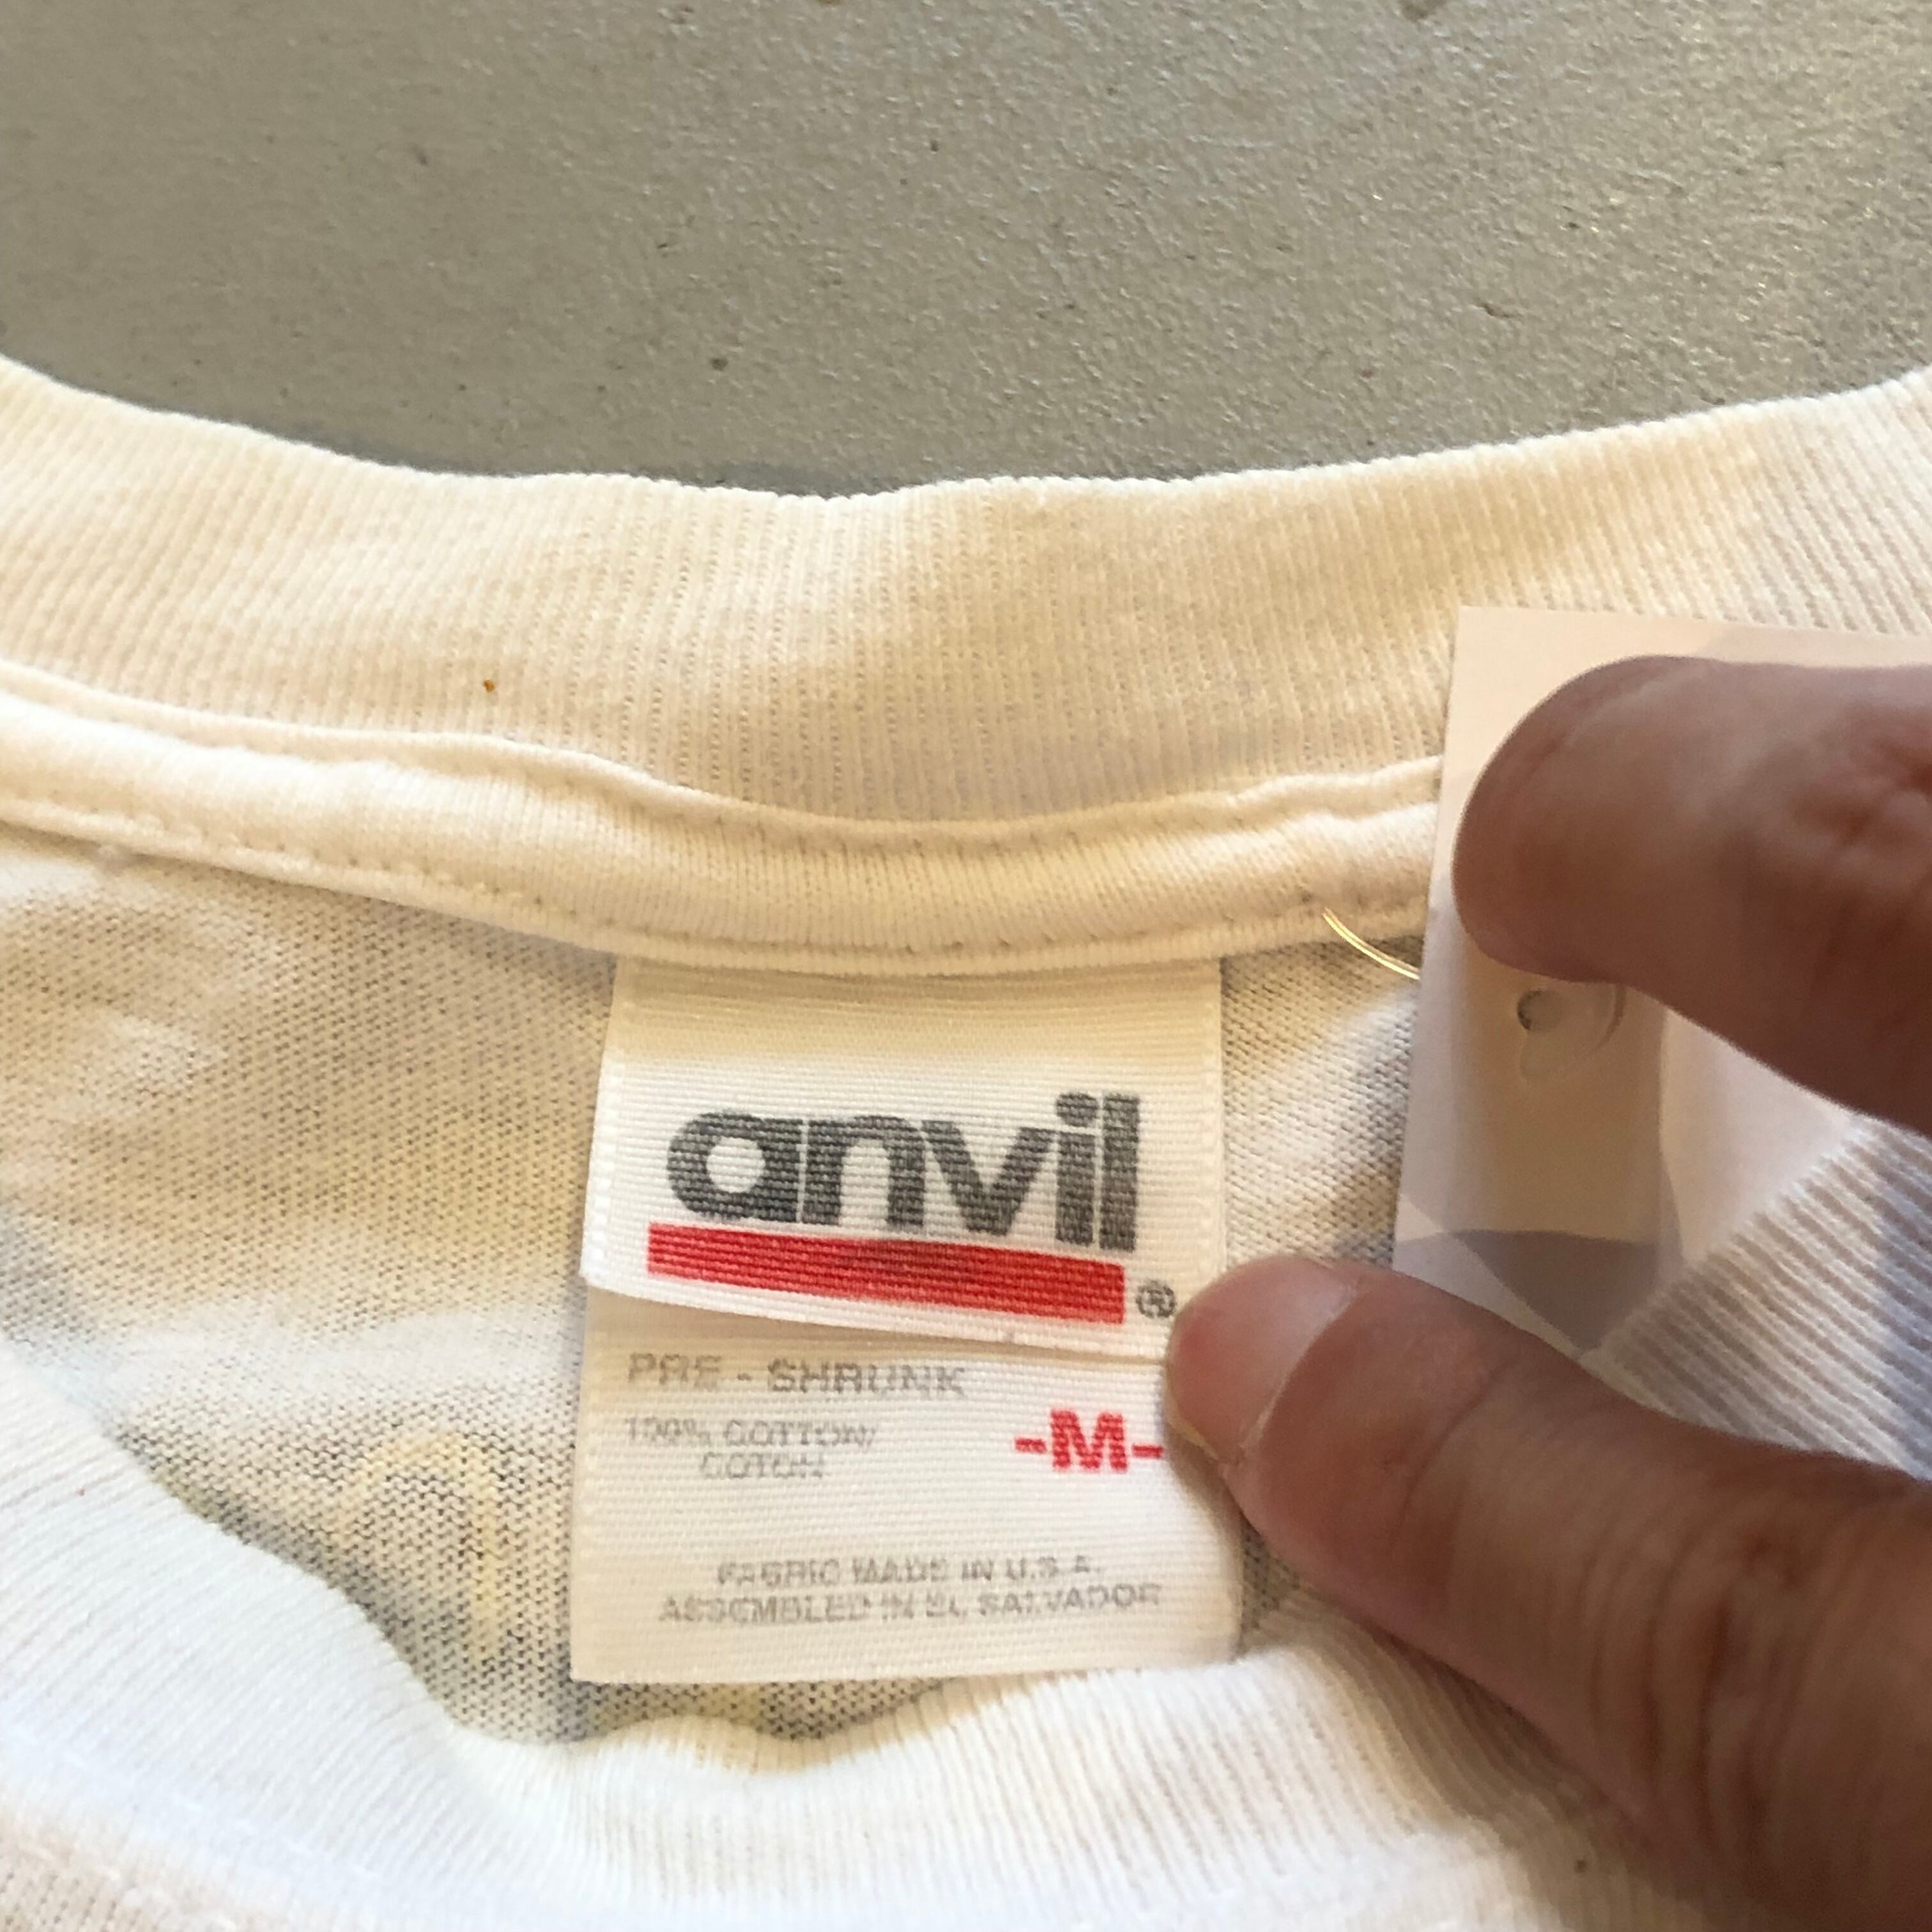 anvil
®
PRE - SHRUNK
100% COTTON/
COTON
-M-
FABRIC MADE IN U.S.A.
ASSEMBLED IN EL SALVADOR